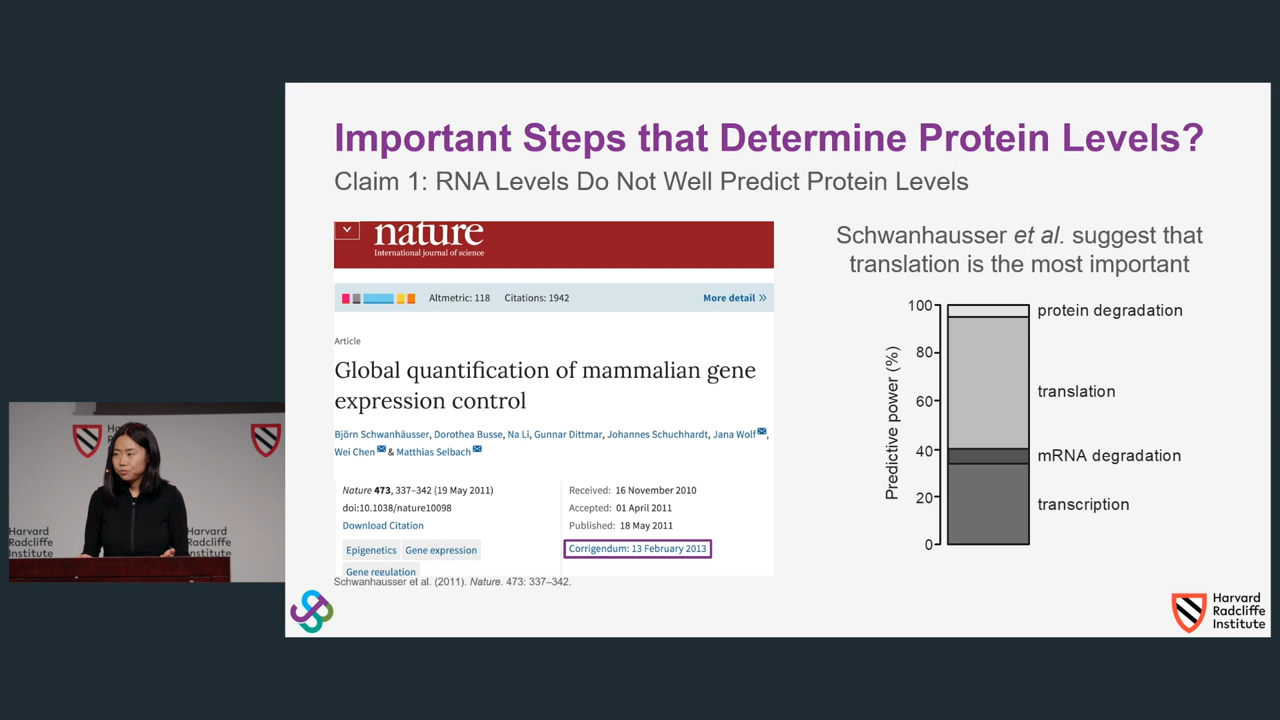 Important Steps that Determine Protein Levels?
Claim 1: RNA Levels Do Not Well Predict Protein Levels
nature
International journal of science
Altmetric: 118 Citations: 1942 More detail »
Article
Global quantification of mammalian gene
expression control
Björn Schwanhäusser, Dorothea Busse, Na Li, Gunnar Dittmar, Johannes Schuchhardt, Jana Wolf,
Wei Chen & Matthias Selbach
Nature 473, 337–342 (19 May 2011)
doi:10.1038/nature10098
Download Citation
Epigenetics Gene expression
Gene regulation
Received: 16 November 2010
Accepted: 01 April 2011
Published: 18 May 2011
Corrigendum: 13 February 2013
Schwanhausser et al. (2011). Nature. 473: 337–342.
Schwanhausser et al. suggest that
translation is the most important
Predictive power (%)
100
80
60
40
20
0
protein degradation
translation
mRNA degradation
transcription
Harvard
Radcliffe
Institute
Harvard
Radcliffe
Institute
Harvard
Radcliffe
Institute